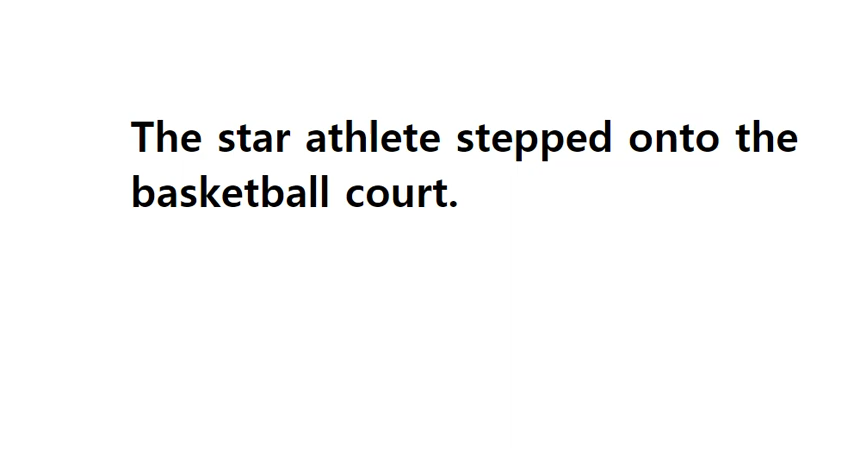 The star athlete stepped onto the
basketball court.